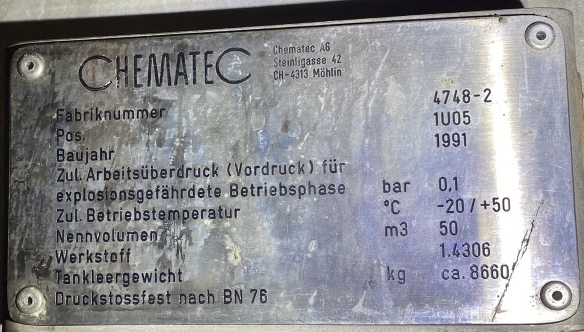 CHEMATEC
Chematec AG
Steinligasse 42
CH-4313 Möhlin
Fabriknummer 4748-2
Pos. 1U05
Baujahr 1991
Zul. Arbeitsüberdruck (Vordruck) für
explosionsgefährdete Betriebsphase bar 0,1
Zul. Betriebstemperatur °C -20/+50
Nennvolumen m3 50
Werkstoff 1.4306
Tankleergewicht kg ca. 8660
Druckstossfest nach BN 76